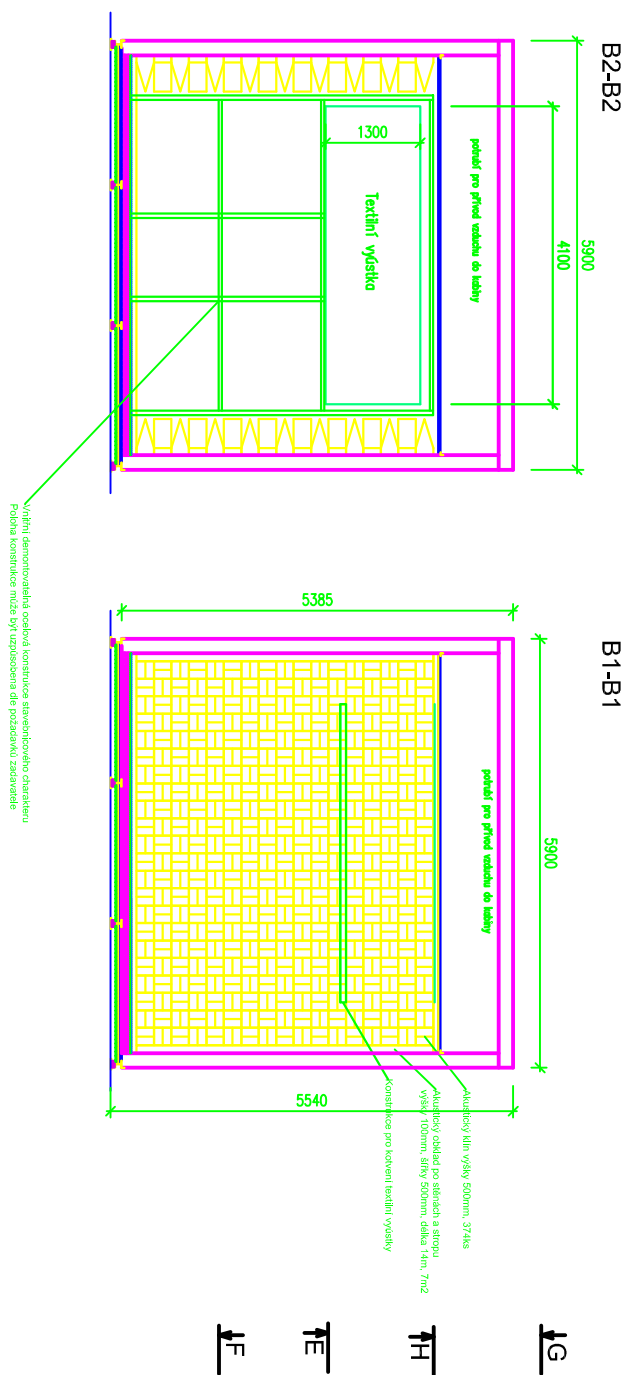 B2-B2
5900
4100
potrubí pro přívod vzduchu do kabiny
1300
Textilní vyústka
Vnitřní demontovatelná ocelová konstrukce stavebnicového charakteru
Poloha konstrukce může být uzpůsobena dle požadavků zadavatele
B1-B1
5900
5385
potrubí pro přívod vzduchu do kabiny
5540
Akustický klín výšky 500mm, 374ks
Akustický obklad po stěnách a stropu
výšky 100mm, šířky 500mm, délka 14m, 7m2
Konstrukce pro kotvení textilní vyústky
G
H
E
F